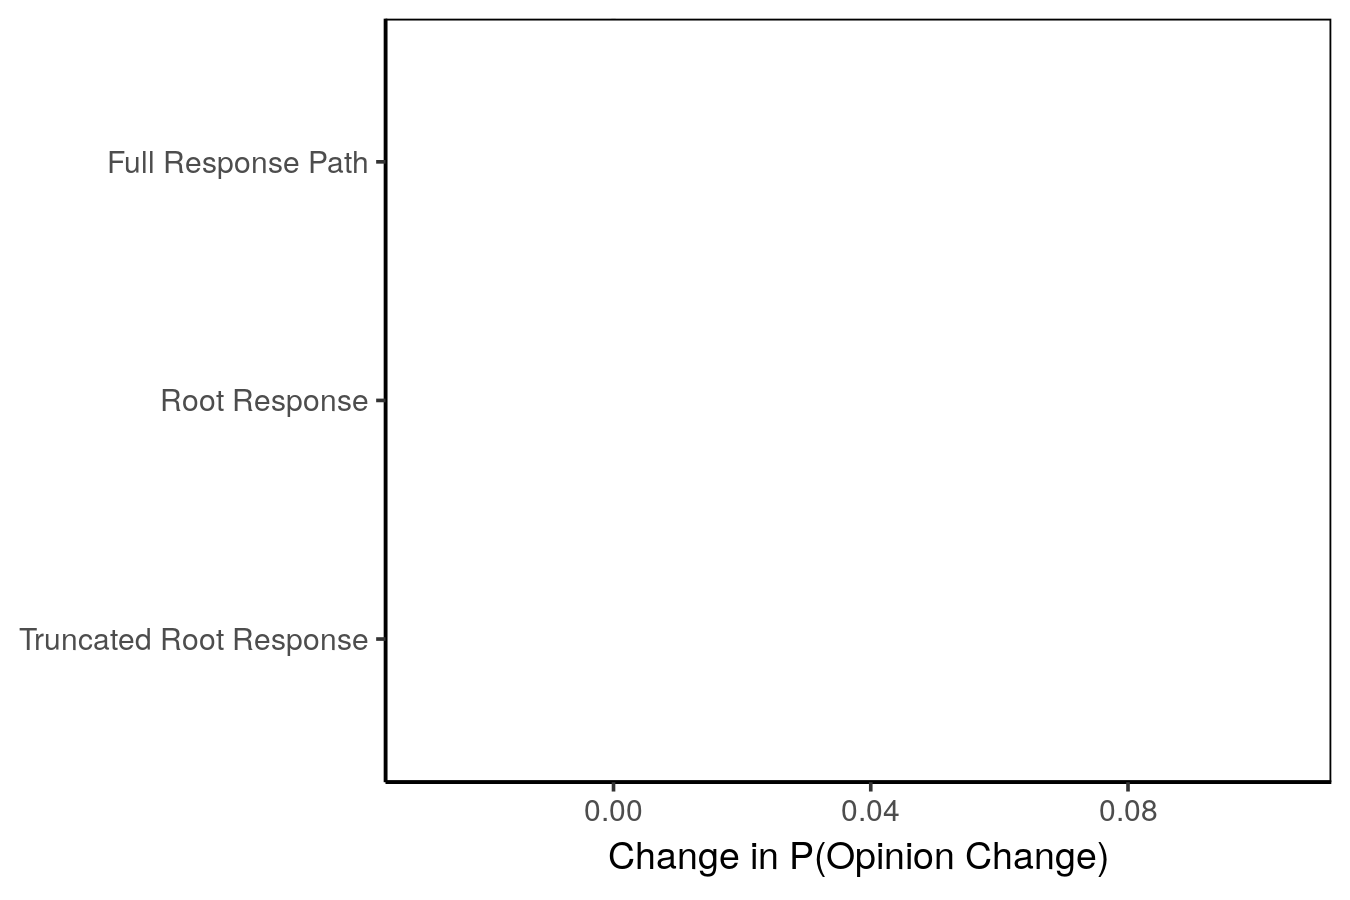 Full Response Path
Root Response
Truncated Root Response
0.00 0.04 0.08
Change in P(Opinion Change)